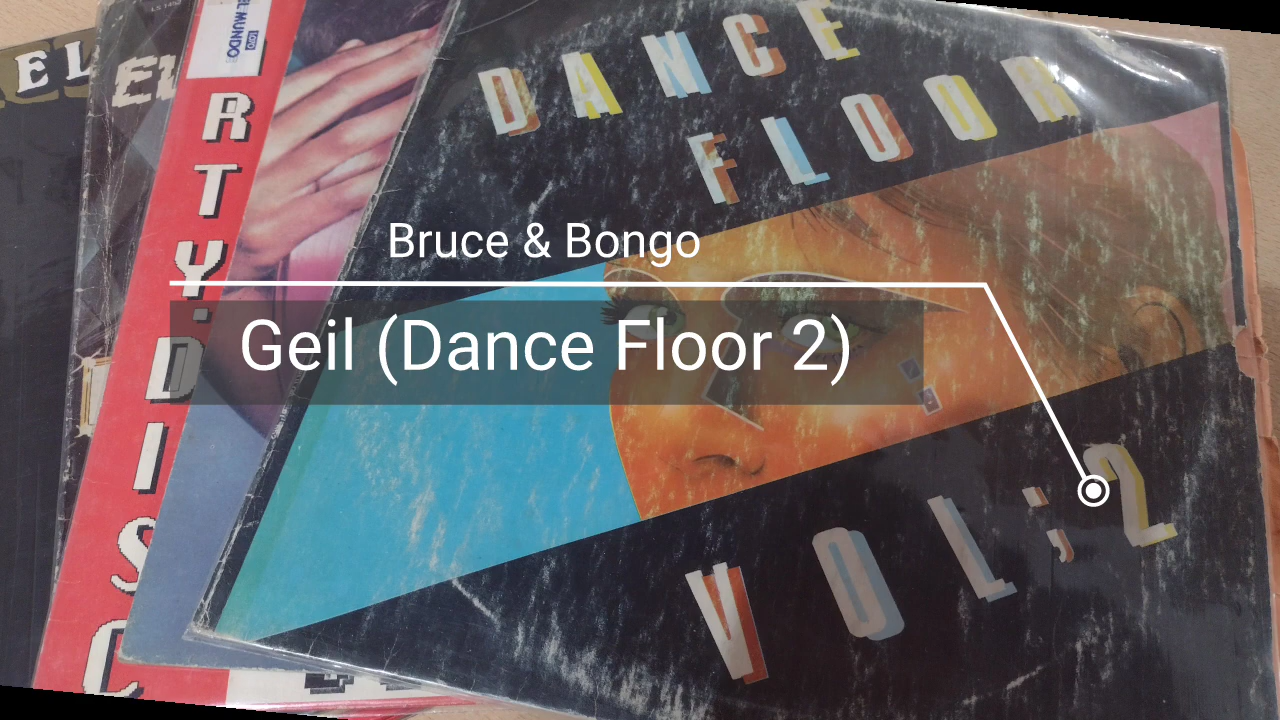 EL
EL
EL MUNDO
RTY.DISC
DANCE
FLOOR
Bruce & Bongo
Geil (Dance Floor 2)
VOL:2